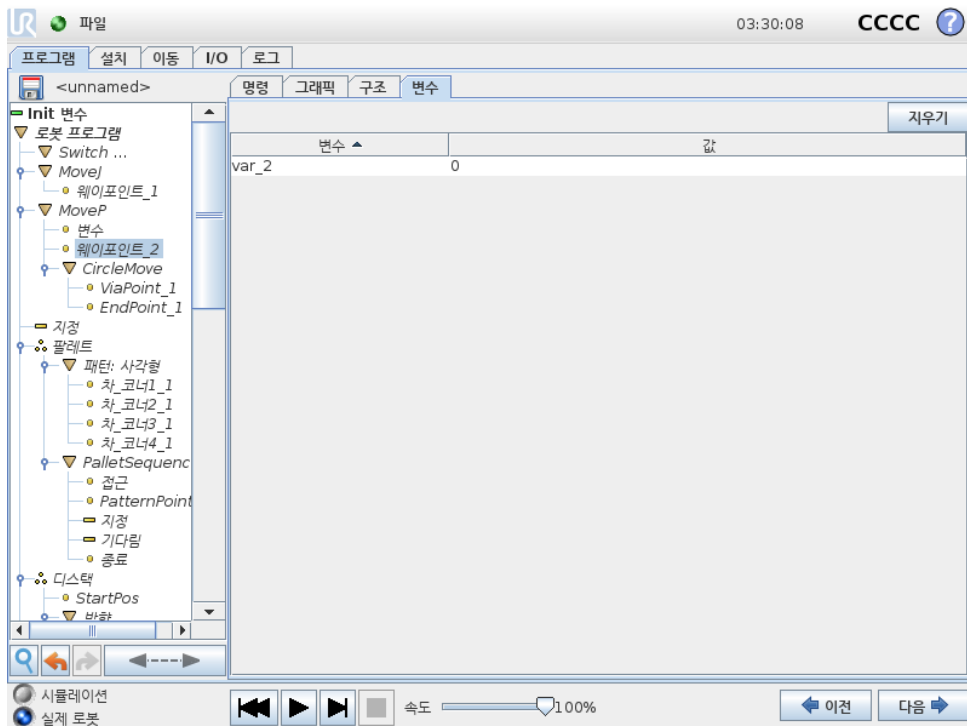 UR 파일 03:30:08 CCCC ?
프로그램 설치 이동 I/O 로그
<unnamed> 명령 그래픽 구조 변수
Init 변수 지우기
로봇 프로그램
변수 값
Switch ...
var_2 0
MoveJ
웨이포인트_1
MoveP
변수
웨이포인트_2
CircleMove
ViaPoint_1
EndPoint_1
지정
팔레트
패턴: 사각형
차_코너1_1
차_코너2_1
차_코너3_1
차_코너4_1
PalletSequenc
접근
PatternPoint
지정
기다림
종료
디스택
StartPos
방향
시뮬레이션
실제 로봇
속도 100% 이전 다음